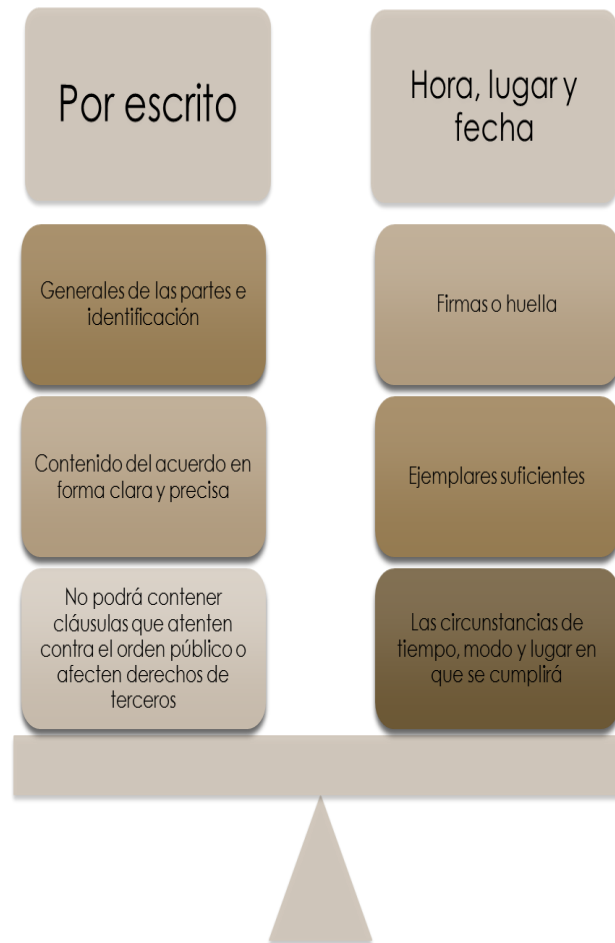 Por escrito
Generales de las partes e
identificación
Contenido del acuerdo en
forma clara y precisa
No podrá contener
cláusulas que atenten
contra el orden público o
afecten derechos de
terceros
Hora, lugar y
fecha
Firmas o huella
Ejemplares suficientes
Las circunstancias de
tiempo, modo y lugar en
que se cumplirá